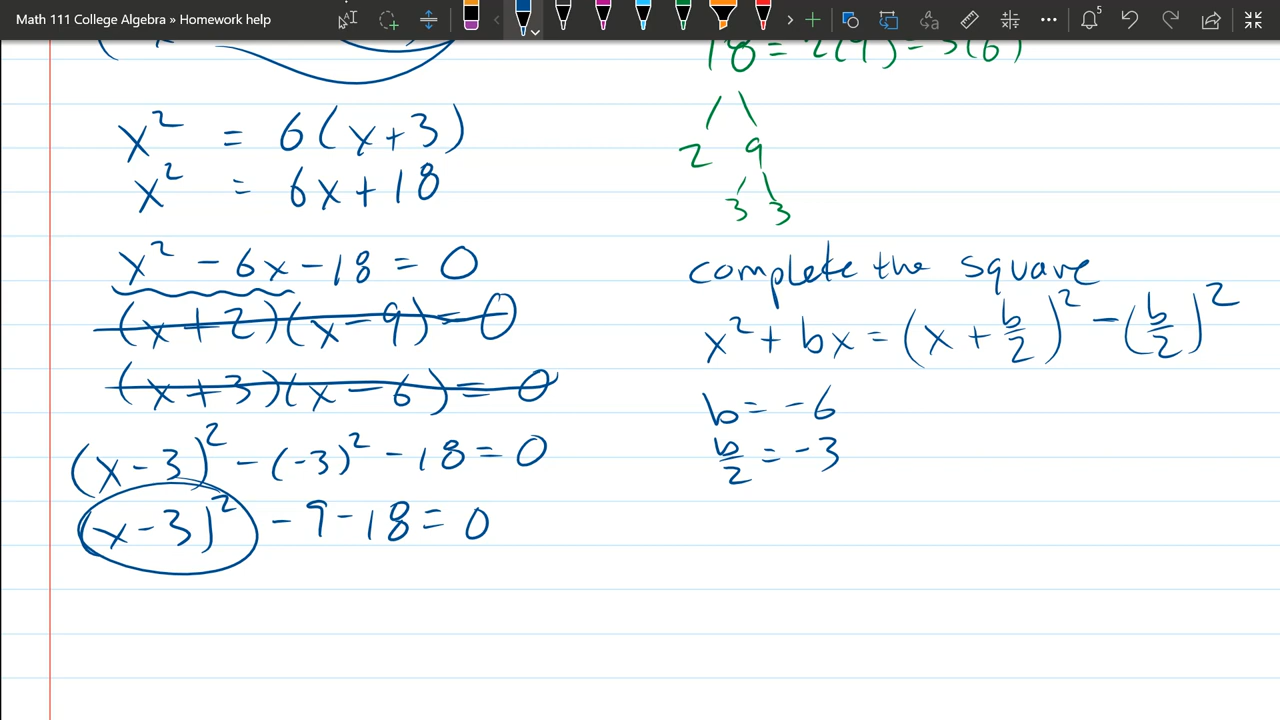 Math 111 College Algebra » Homework help
5
18 = 2(9) = 3(6)
2 9
3 3
x² = 6(x+3)
x² = 6x+18
x² - 6x - 18 = 0
(x+2)(x-9) = 0
(x+3)(x-6) = 0
(x-3)² - (-3)² - 18 = 0
(x-3)² - 9 - 18 = 0
complete the square
x² + bx = (x + b/2)² - (b/2)²
b = -6
b/2 = -3